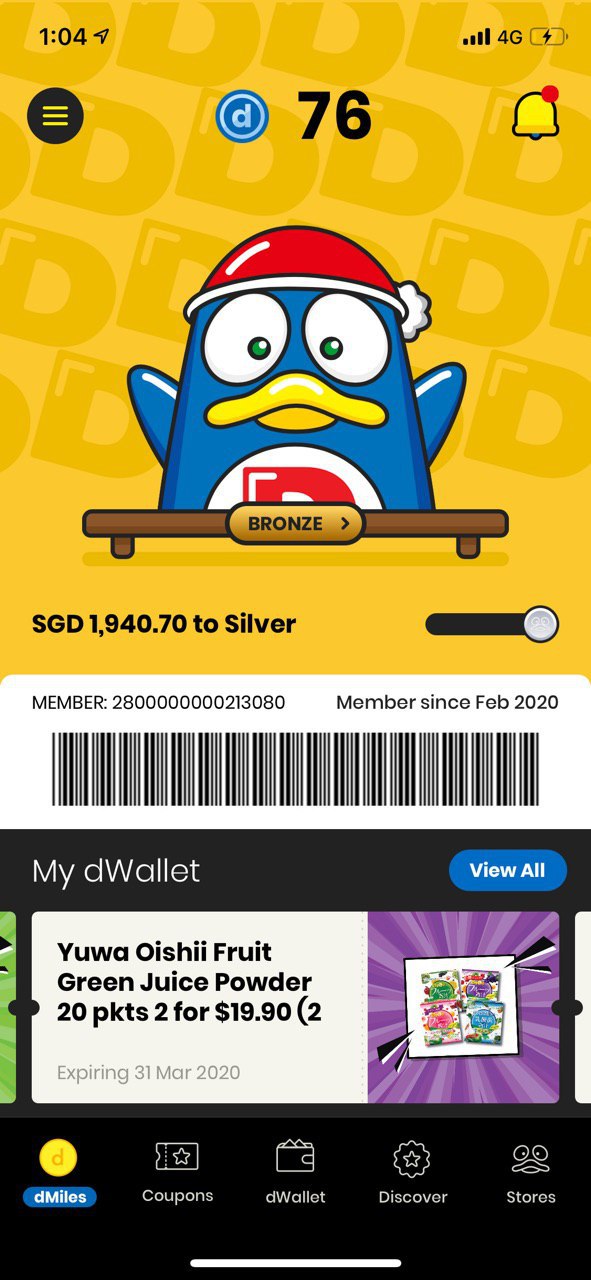 1:04
4G
d 76
D
BRONZE
SGD 1,940.70 to Silver
MEMBER: 2800000000213080
Member since Feb 2020
My dWallet
View All
Yuwa Oishii Fruit
Green Juice Powder
20 pkts 2 for $19.90 (2
Expiring 31 Mar 2020
d
dMiles
Coupons
dWallet
Discover
Stores